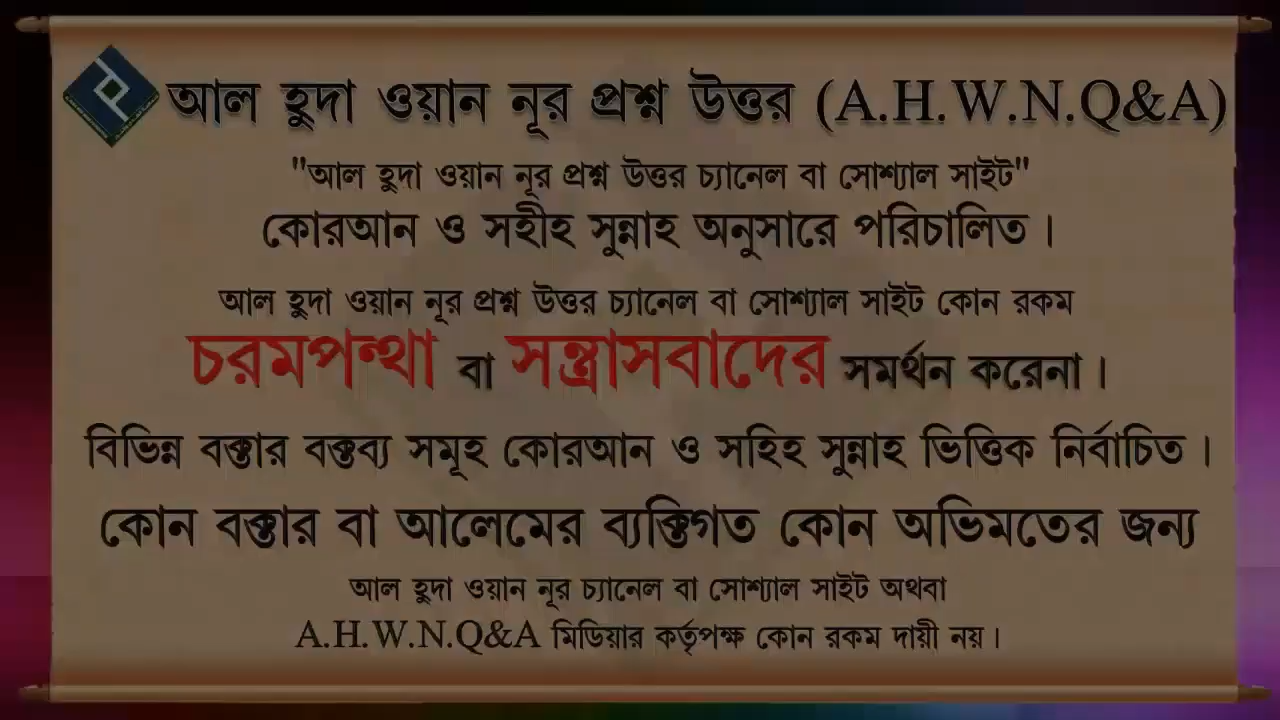 আল হুদা ওয়ান নূর প্রশ্ন উত্তর (A.H.W.N.Q&A)
"আল হুদা ওয়ান নূর প্রশ্ন উত্তর চ্যানেল বা সোশ্যাল সাইট"
কোরআন ও সহীহ সুন্নাহ অনুসারে পরিচালিত।
আল হুদা ওয়ান নূর প্রশ্ন উত্তর চ্যানেল বা সোশ্যাল সাইট কোন রকম
চরমপন্থা বা সন্ত্রাসবাদের সমর্থন করেনা।
বিভিন্ন বক্তার বক্তব্য সমূহ কোরআন ও সহিহ সুন্নাহ ভিত্তিক নির্বাচিত।
কোন বক্তার বা আলেমের ব্যক্তিগত কোন অভিমতের জন্য
আল হুদা ওয়ান নূর চ্যানেল বা সোশ্যাল সাইট অথবা
A.H.W.N.Q&A মিডিয়ার কর্তৃপক্ষ কোন রকম দায়ী নয়।